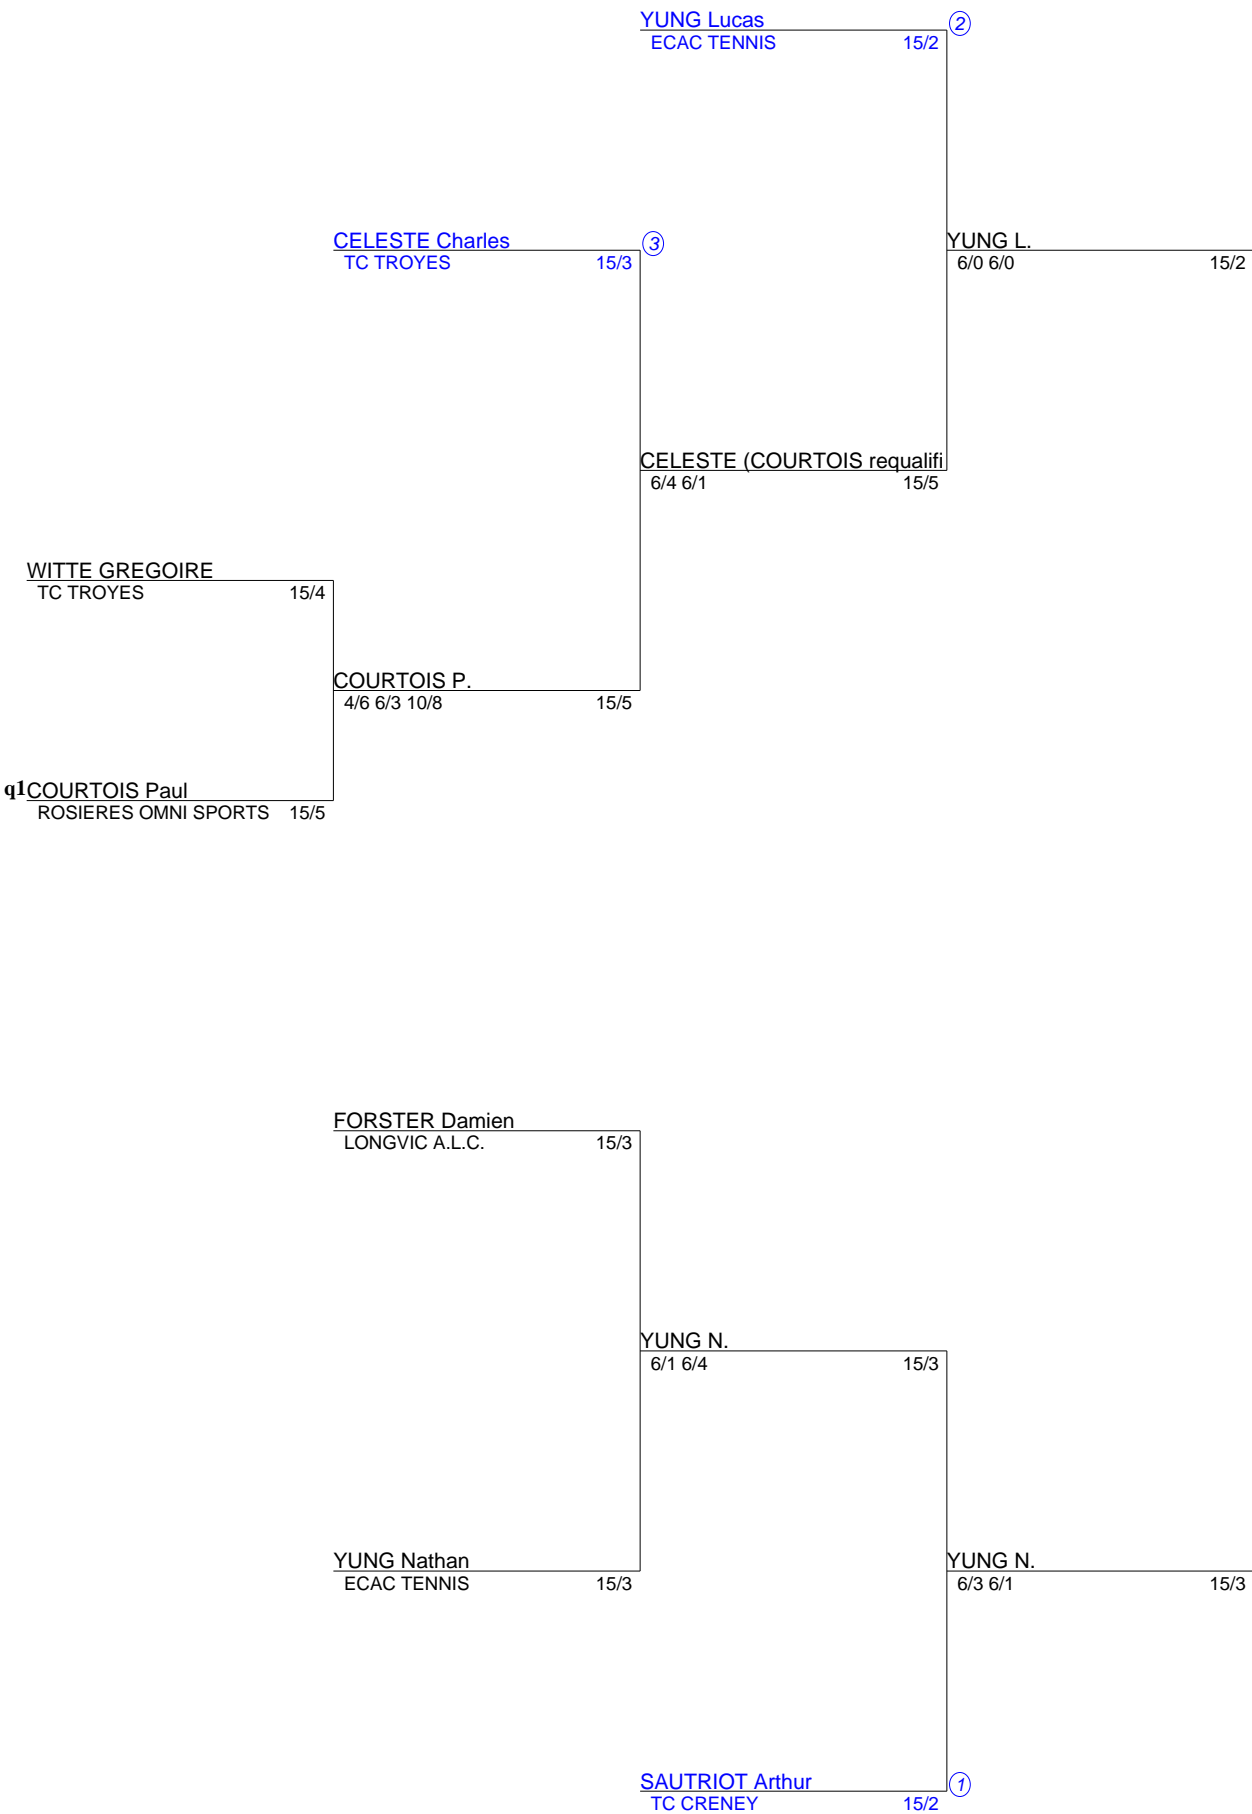 YUNG Lucas 2
ECAC TENNIS 15/2
CELESTE Charles 3
TC TROYES 15/3
YUNG L.
6/0 6/0 15/2
CELESTE (COURTOIS requalifi
6/4 6/1 15/5
WITTE GREGOIRE
TC TROYES 15/4
COURTOIS P.
4/6 6/3 10/8 15/5
q1 COURTOIS Paul
ROSIERES OMNI SPORTS 15/5
FORSTER Damien
LONGVIC A.L.C. 15/3
YUNG N.
6/1 6/4 15/3
YUNG Nathan
ECAC TENNIS 15/3
YUNG N.
6/3 6/1 15/3
SAUTRIOT Arthur 1
TC CRENEY 15/2